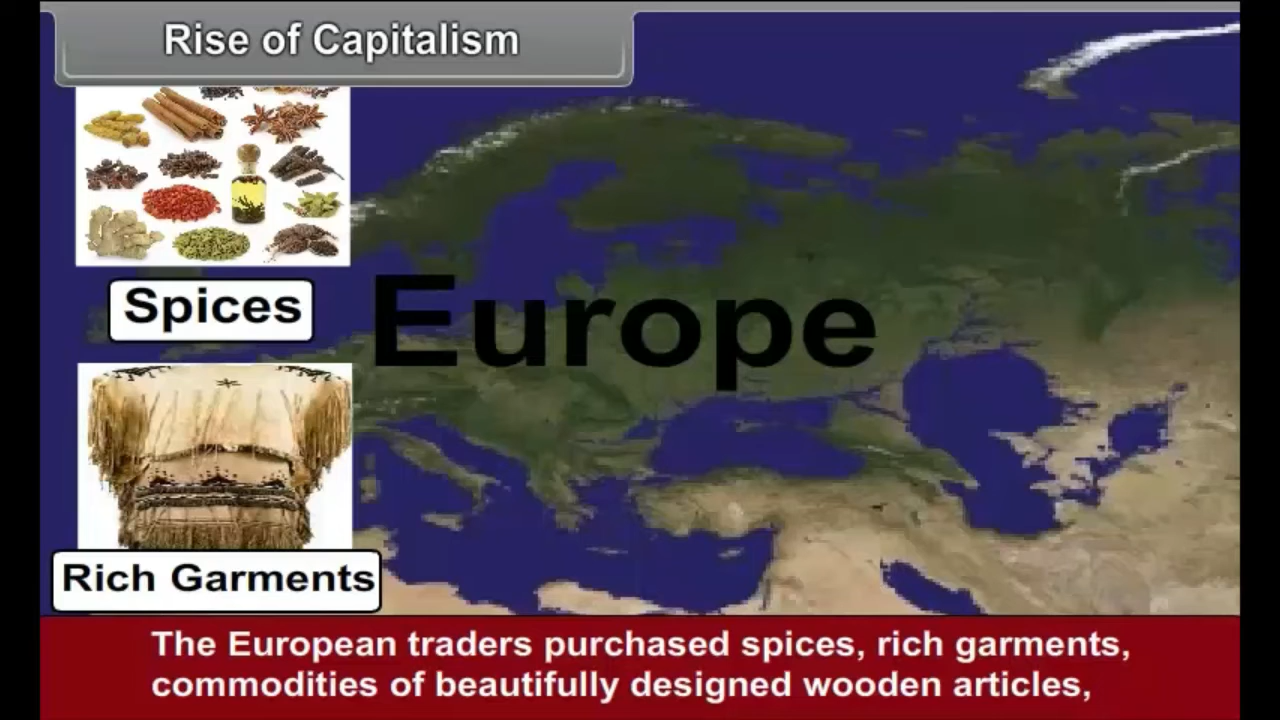 Rise of Capitalism
Spices
Europe
Rich Garments
The European traders purchased spices, rich garments,
commodities of beautifully designed wooden articles,